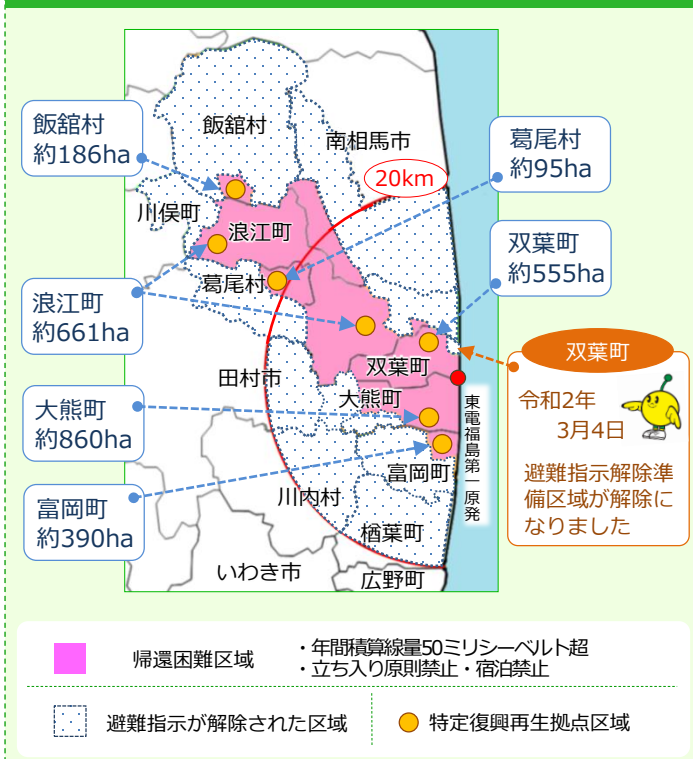 飯舘村
約186ha
飯舘村
南相馬市
葛尾村
約95ha
20km
川俣町
浪江町
双葉町
約555ha
葛尾村
浪江町
約661ha
双葉町
田村市
大熊町
大熊町
約860ha
東電福島第一原発
双葉町
令和2年
3月4日
避難指示解除準
備区域が解除に
なりました
富岡町
富岡町
約390ha
川内村
楢葉町
いわき市
広野町
帰還困難区域
・年間積算線量50ミリシーベルト超
・立ち入り原則禁止・宿泊禁止
避難指示が解除された区域
特定復興再生拠点区域